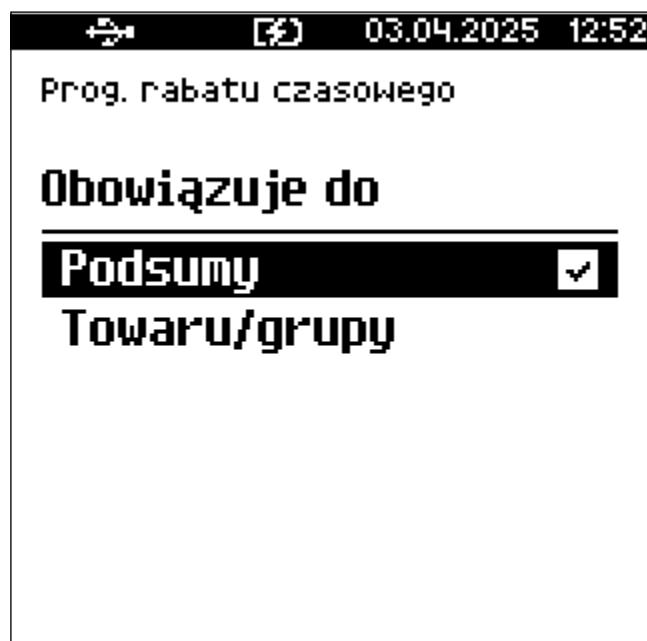 03.04.2025 12:52
Prog. rabatu czasowego
Obowiązuje do
Podsumy
Towaru/grupy